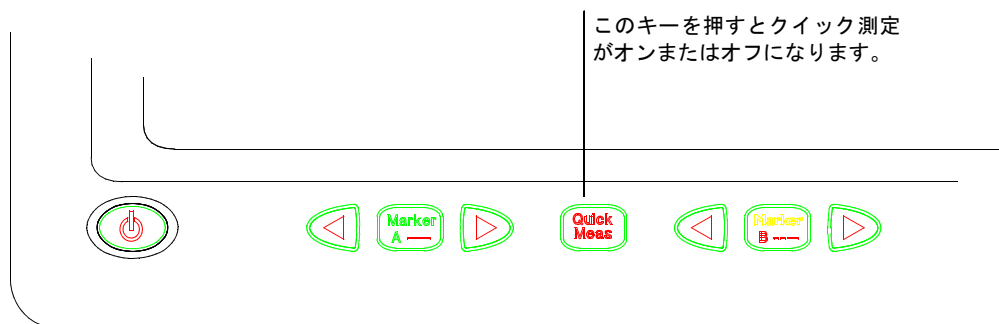 このキーを押すとクイック測定
がオンまたはオフになります。
Marker
A —
Quick
Meas
Marker
B ---